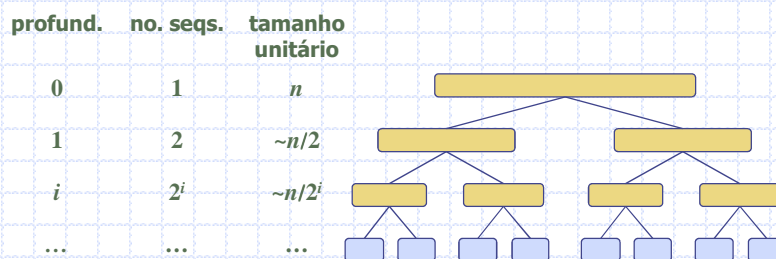 profund. no. seqs. tamanho
unitário
0 1 n
1 2 ~n/2
i 2^i ~n/2^i
… … …